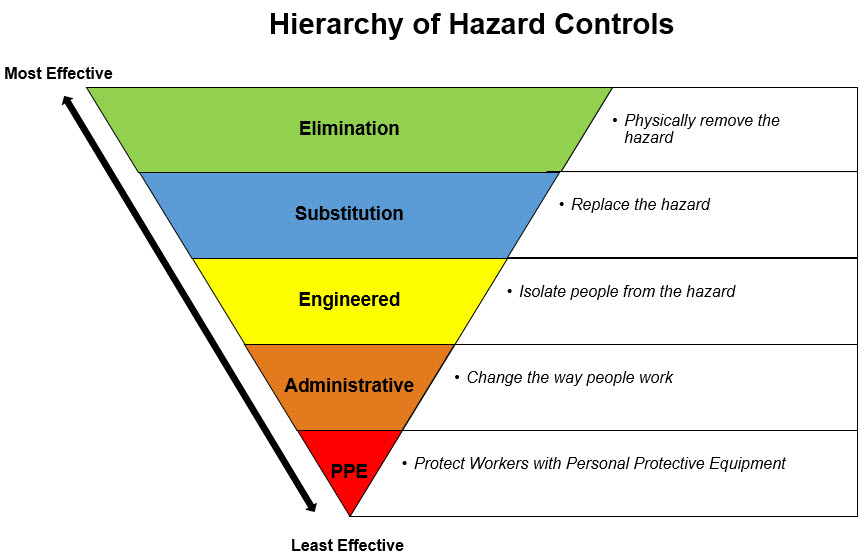 Hierarchy of Hazard Controls
Most Effective
Elimination
• Physically remove the
hazard
Substitution
• Replace the hazard
Engineered
• Isolate people from the hazard
Administrative
• Change the way people work
PPE
• Protect Workers with Personal Protective Equipment
Least Effective